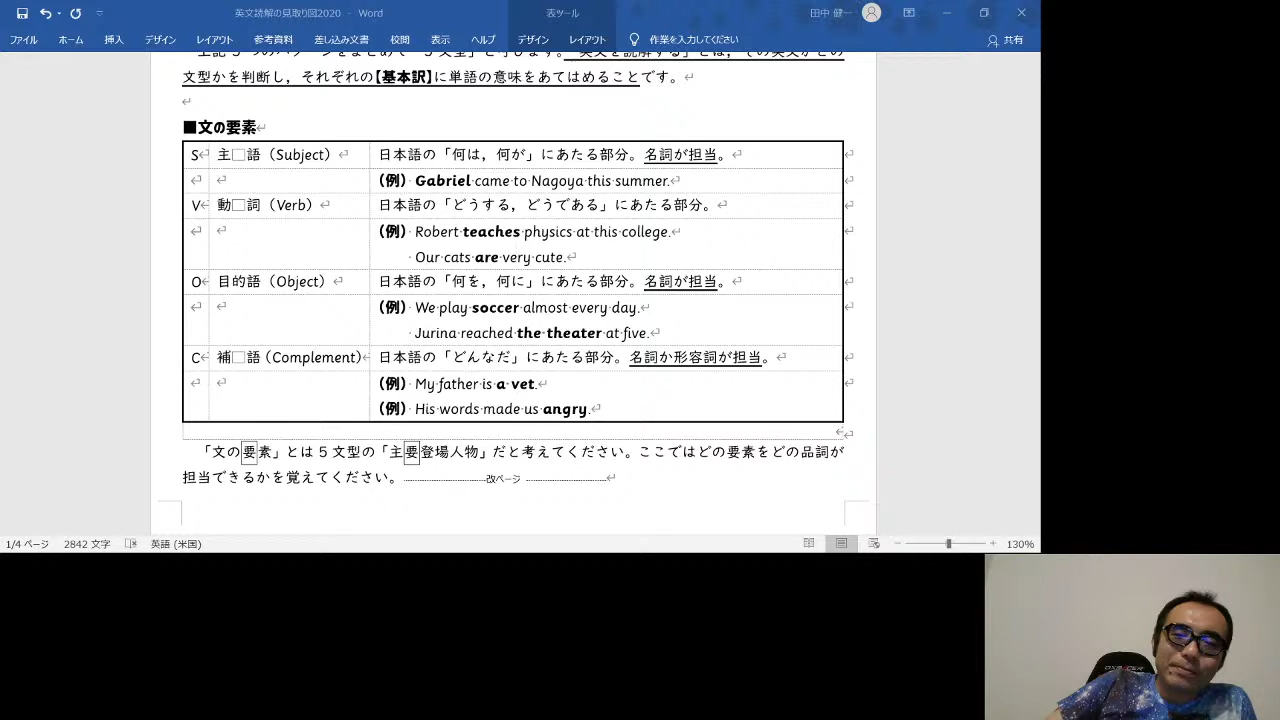 英文読解の見取り図2020 - Word
表ツール
田中 健一
ファイル ホーム 挿入 デザイン レイアウト 参考資料 差し込み文書 校閲 表示 ヘルプ デザイン レイアウト 作業を入力してください 共有
文型かを判断し，それぞれの【基本訳】に単語の意味をあてはめることです。
■文の要素
S 主□語（Subject） 日本語の「何は，何が」にあたる部分。名詞が担当。
（例） Gabriel came to Nagoya this summer.
V 動□詞（Verb） 日本語の「どうする，どうである」にあたる部分。
（例） Robert teaches physics at this college.
Our cats are very cute.
O 目的語（Object） 日本語の「何を，何に」にあたる部分。名詞が担当。
（例） We play soccer almost every day.
Jurina reached the theater at five.
C 補□語（Complement） 日本語の「どんなだ」にあたる部分。名詞か形容詞が担当。
（例） My father is a vet.
（例） His words made us angry.
「文の要素」とは５文型の「主要登場人物」だと考えてください。ここではどの要素をどの品詞が
担当できるかを覚えてください。 改ページ
1/4 ページ 2842 文字 英語 (米国) 130%